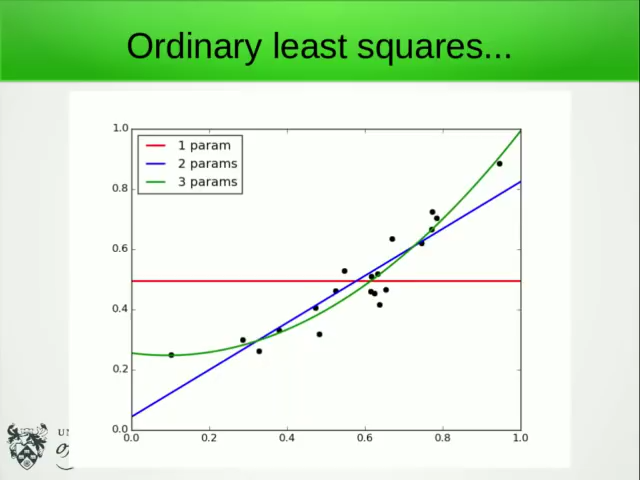 Ordinary least squares...
1 param
2 params
3 params
1.0
0.8
0.6
0.4
0.2
0.0
0.0 0.2 0.4 0.6 0.8 1.0